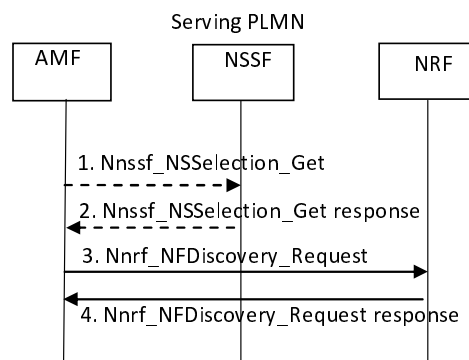 Serving PLMN
AMF
NSSF
NRF
1. Nnssf_NSSelection_Get
2. Nnssf_NSSelection_Get response
3. Nnrf_NFDiscovery_Request
4. Nnrf_NFDiscovery_Request response